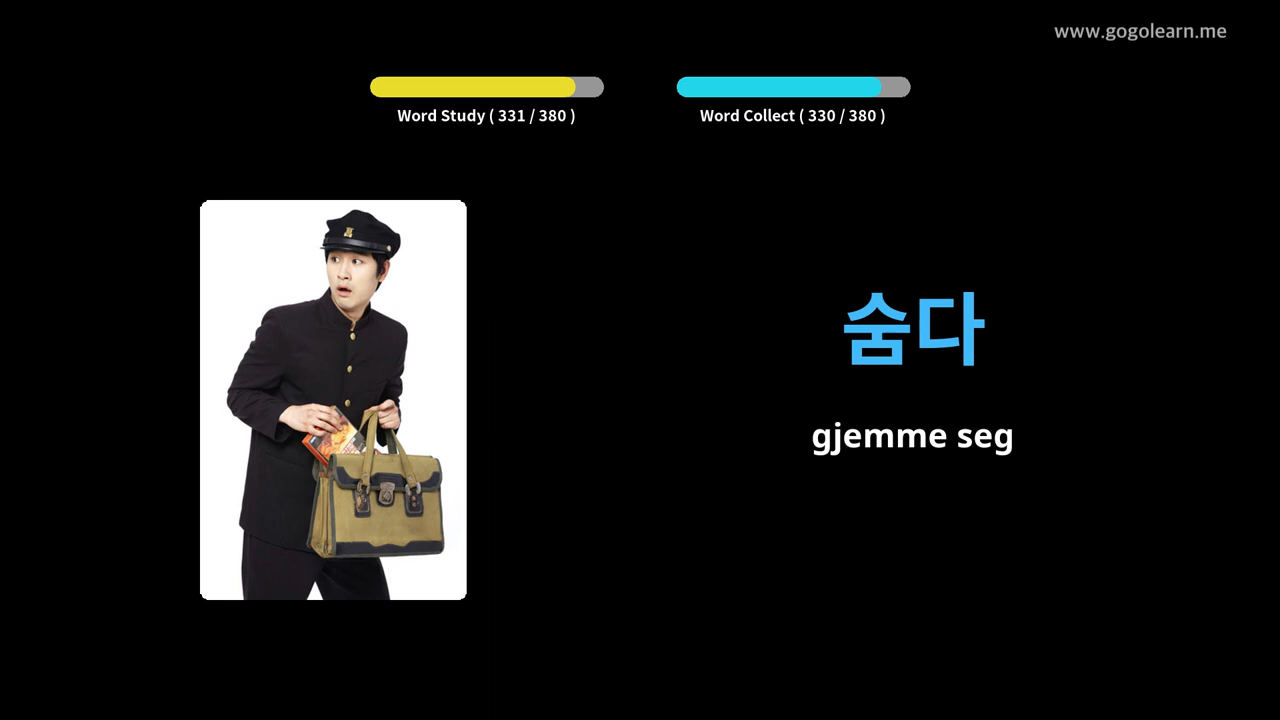 www.gogolearn.me
Word Study ( 331 / 380 )
Word Collect ( 330 / 380 )
숨다
gjemme seg